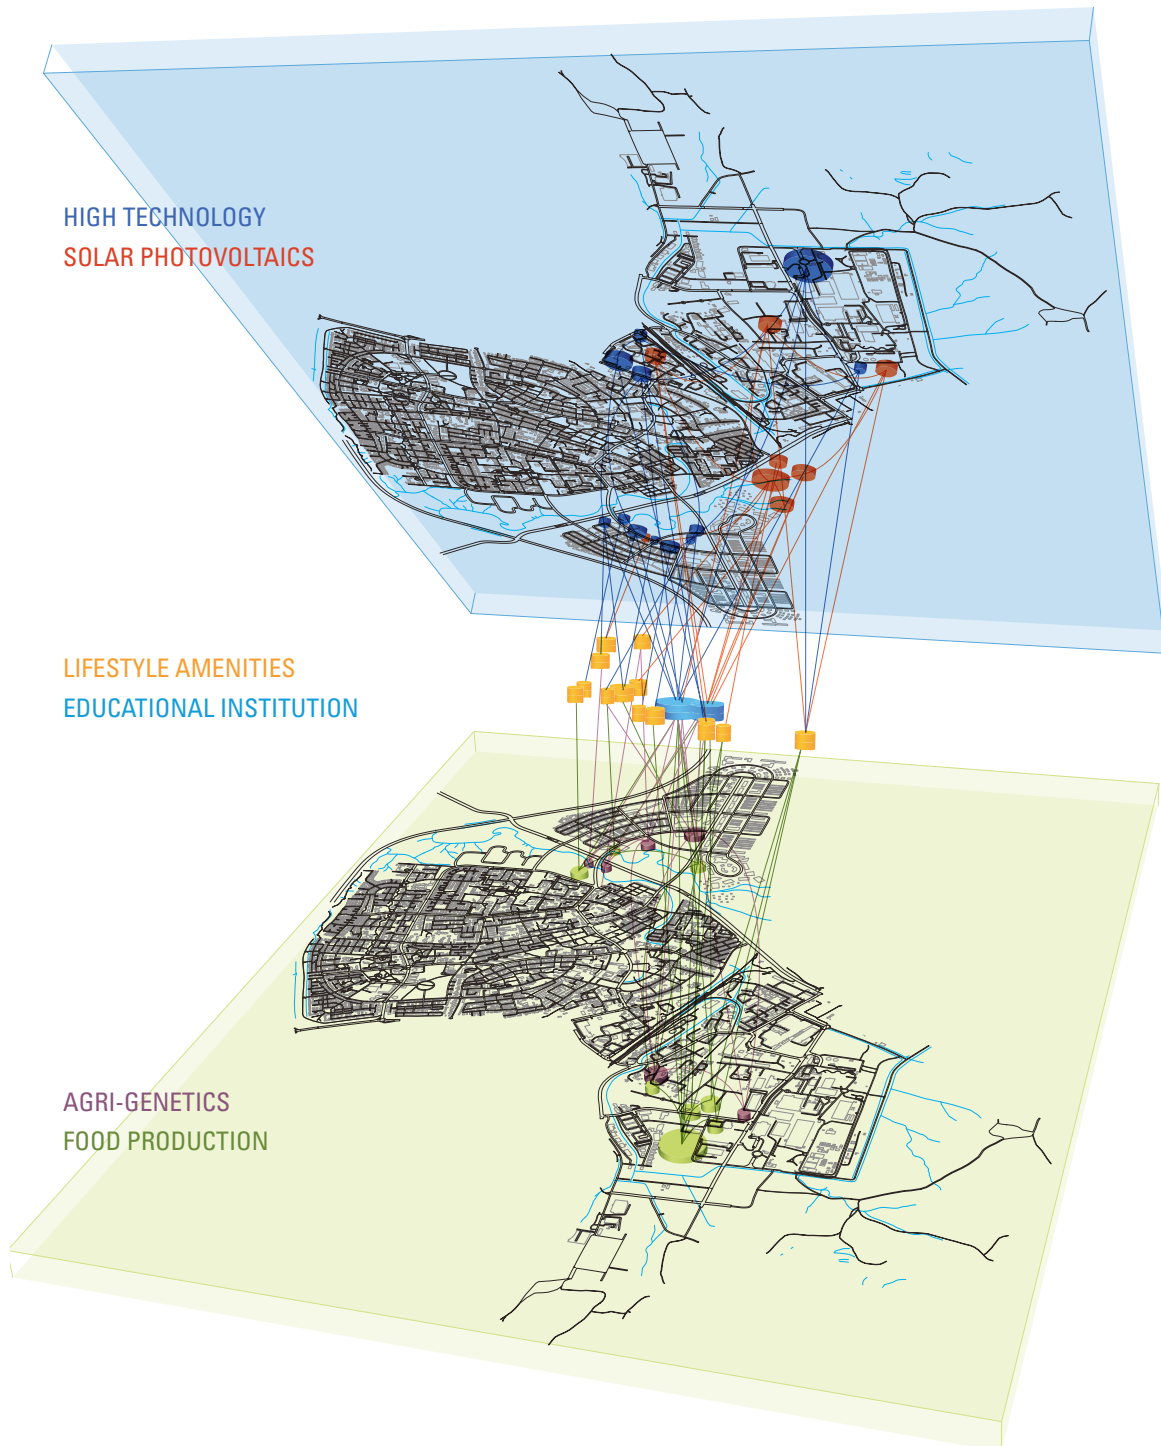 HIGH TECHNOLOGY
SOLAR PHOTOVOLTAICS
LIFESTYLE AMENITIES
EDUCATIONAL INSTITUTION
AGRI-GENETICS
FOOD PRODUCTION